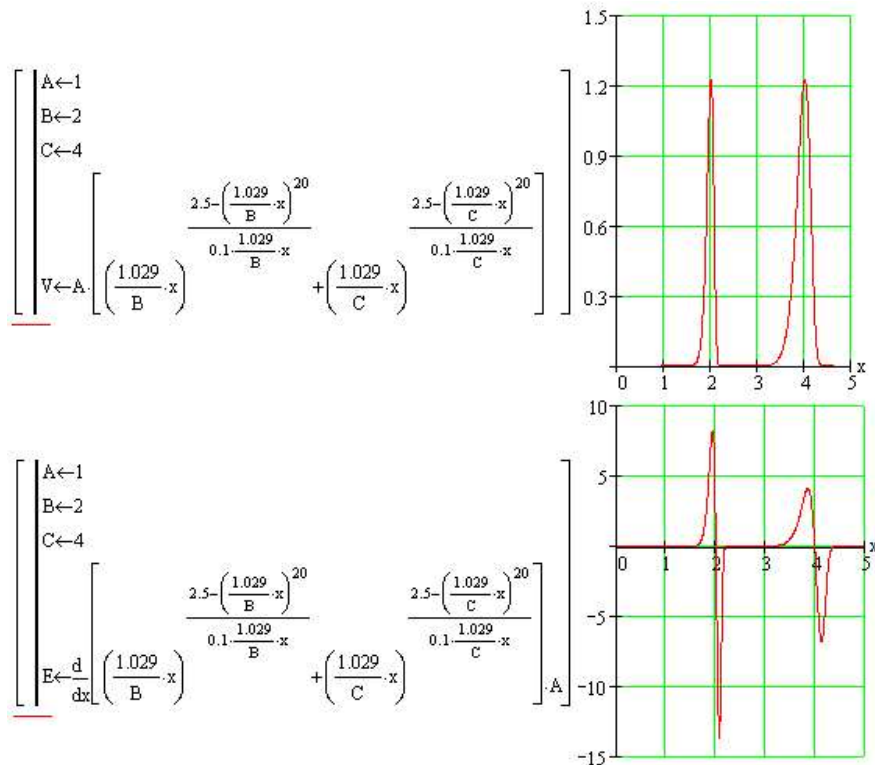 A←1
B←2
C←4
V←A·[(1.029/B·x)^((2.5-(1.029/B·x)^20)/(0.1·1.029/B·x))+(1.029/C·x)^((2.5-(1.029/C·x)^20)/(0.1·1.029/C·x))]
1.5
1.2
0.9
0.6
0.3
0 1 2 3 4 5 x
A←1
B←2
C←4
E←d/dx[(1.029/B·x)^((2.5-(1.029/B·x)^20)/(0.1·1.029/B·x))+(1.029/C·x)^((2.5-(1.029/C·x)^20)/(0.1·1.029/C·x))]·A
10
5
0 1 2 3 4 5 x
-5
-10
-15